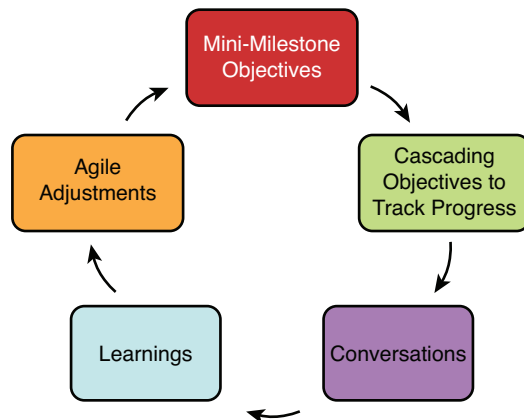 Mini-Milestone
Objectives
Cascading
Objectives to
Track Progress
Conversations
Learnings
Agile
Adjustments